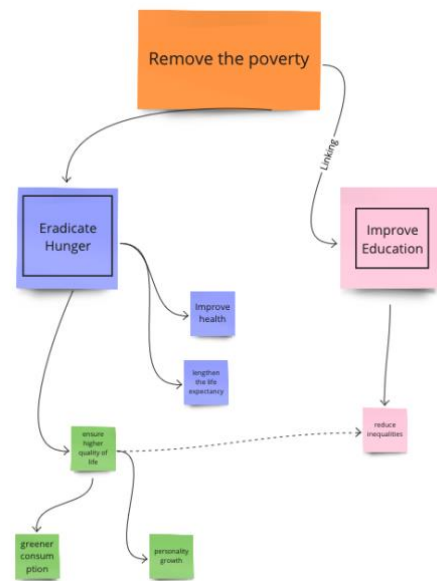 Remove the poverty
Linking
Eradicate
Hunger
Improve
Education
Improve
health
lengthen
the life
expectancy
ensure
higher
quality of
life
reduce
inequalities
greener
consum
ption
personality
growth